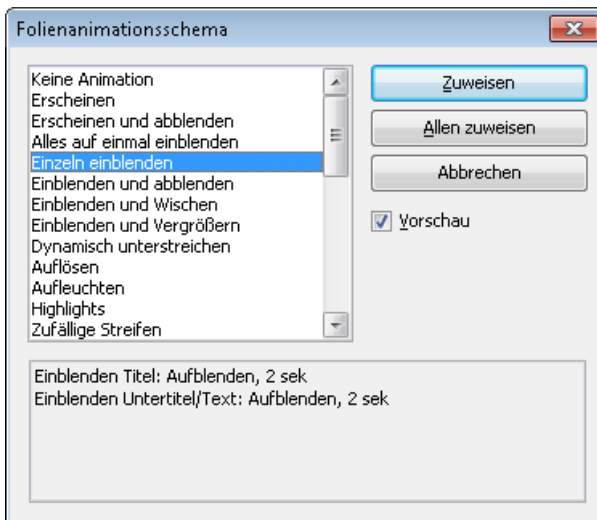 Folienanimationsschema
Keine Animation
Erscheinen
Erscheinen und abblenden
Alles auf einmal einblenden
Einzeln einblenden
Einblenden und abblenden
Einblenden und Wischen
Einblenden und Vergrößern
Dynamisch unterstreichen
Auflösen
Aufleuchten
Highlights
Zufällige Streifen
Zuweisen
Allen zuweisen
Abbrechen
Vorschau
Einblenden Titel: Aufblenden, 2 sek
Einblenden Untertitel/Text: Aufblenden, 2 sek